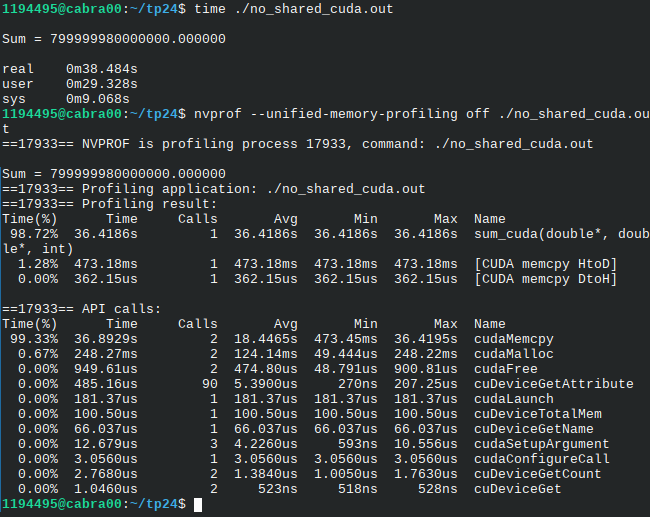 1194495@cabra00:~/tp24$ time ./no_shared_cuda.out

Sum = 799999980000000.000000

real    0m38.484s
user    0m29.328s
sys     0m9.068s
1194495@cabra00:~/tp24$ nvprof --unified-memory-profiling off ./no_shared_cuda.ou
t
==17933== NVPROF is profiling process 17933, command: ./no_shared_cuda.out

Sum = 799999980000000.000000
==17933== Profiling application: ./no_shared_cuda.out
==17933== Profiling result:
Time(%)      Time     Calls       Avg       Min       Max  Name
 98.72%  36.4186s         1  36.4186s  36.4186s  36.4186s  sum_cuda(double*, doub
le*, int)
  1.28%  473.18ms         1  473.18ms  473.18ms  473.18ms  [CUDA memcpy HtoD]
  0.00%  362.15us         1  362.15us  362.15us  362.15us  [CUDA memcpy DtoH]

==17933== API calls:
Time(%)      Time     Calls       Avg       Min       Max  Name
 99.33%  36.8929s         2  18.4465s  473.45ms  36.4195s  cudaMemcpy
  0.67%  248.27ms         2  124.14ms  49.444us  248.22ms  cudaMalloc
  0.00%  949.61us         2  474.80us  48.791us  900.81us  cudaFree
  0.00%  485.16us        90  5.3900us     270ns  207.25us  cuDeviceGetAttribute
  0.00%  181.37us         1  181.37us  181.37us  181.37us  cudaLaunch
  0.00%  100.50us         1  100.50us  100.50us  100.50us  cuDeviceTotalMem
  0.00%  66.037us         1  66.037us  66.037us  66.037us  cuDeviceGetName
  0.00%  12.679us         3  4.2260us     593ns  10.556us  cudaSetupArgument
  0.00%  3.0560us         1  3.0560us  3.0560us  3.0560us  cudaConfigureCall
  0.00%  2.7680us         2  1.3840us  1.0050us  1.7630us  cuDeviceGetCount
  0.00%  1.0460us         2     523ns     518ns     528ns  cuDeviceGet
1194495@cabra00:~/tp24$